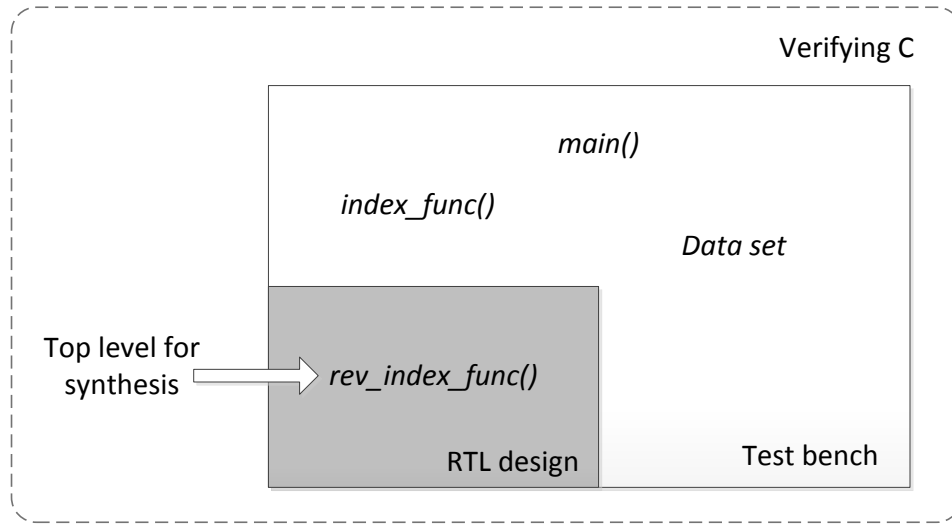 Verifying C
main()
index_func()
Data set
Top level for
synthesis
rev_index_func()
RTL design
Test bench